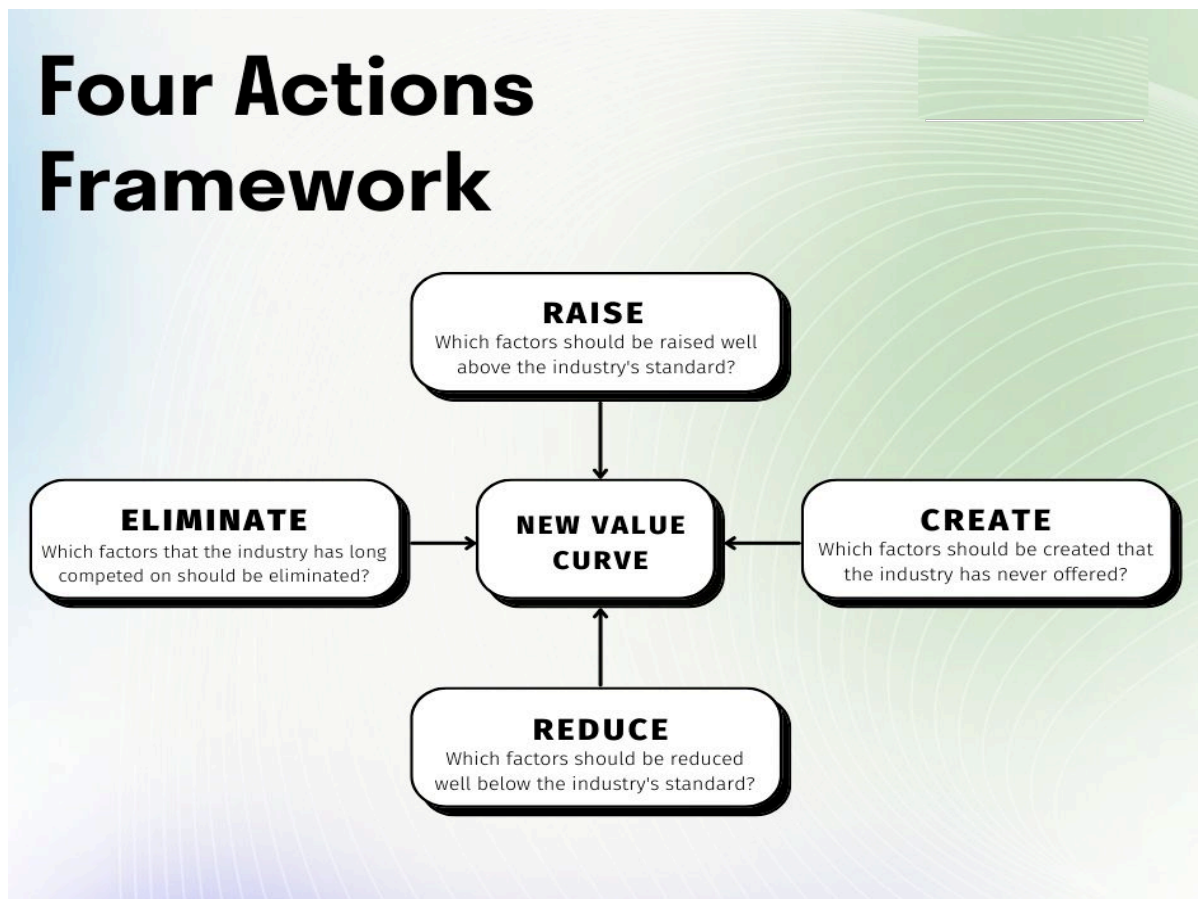 Four Actions
Framework
RAISE
Which factors should be raised well
above the industry's standard?
ELIMINATE
Which factors that the industry has long
competed on should be eliminated?
NEW VALUE
CURVE
CREATE
Which factors should be created that
the industry has never offered?
REDUCE
Which factors should be reduced
well below the industry's standard?